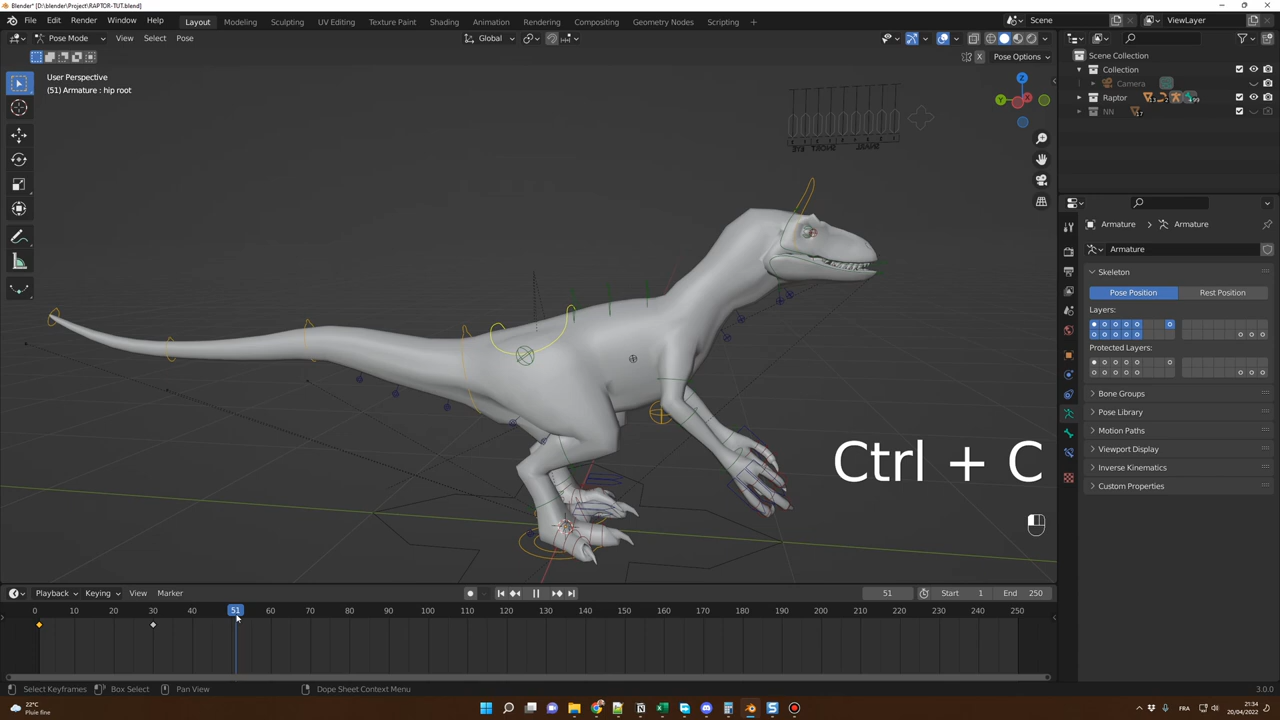 Blender* [D:\blender\Project\RAPTOR-TUT.blend]
File Edit Render Window Help Layout Modeling Sculpting UV Editing Texture Paint Shading Animation Rendering Compositing Geometry Nodes Scripting + Scene ViewLayer
Pose Mode View Select Pose Global
X Pose Options
User Perspective
(51) Armature : hip root
Z
Y X
Scene Collection
Collection
Camera
Raptor
NN 17
Armature > Armature
Armature
Skeleton
Pose Position Rest Position
Layers:
Protected Layers:
Bone Groups
Pose Library
Motion Paths
Viewport Display
Inverse Kinematics
Custom Properties
Ctrl + C
Playback Keying View Marker 51 Start 1 End 250
0 10 20 30 40 51 60 70 80 90 100 110 120 130 140 150 160 170 180 190 200 210 220 230 240 250
Select Keyframes Box Select Pan View Dope Sheet Context Menu 3.0.0
22°C
Pluie fine
FRA
21:34
20/04/2022